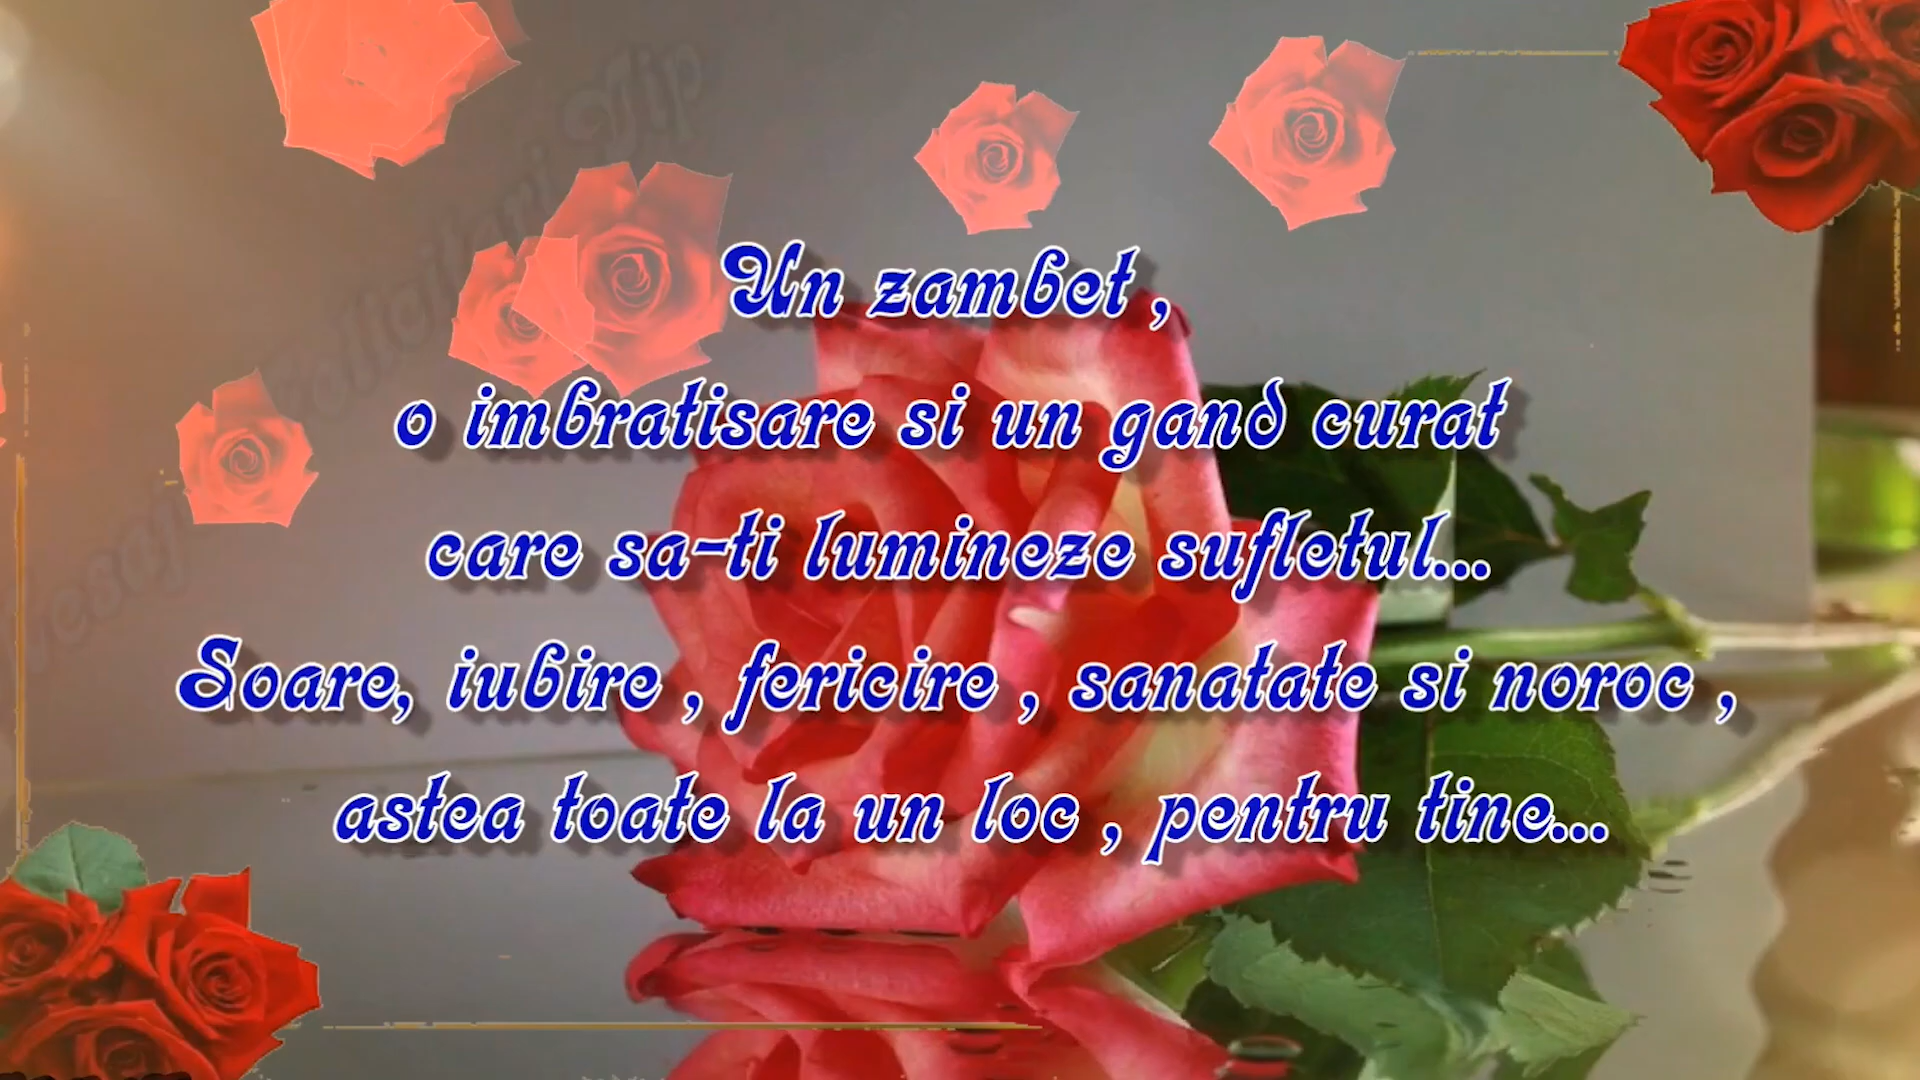 Un zambet ,
o imbratisare si un gand curat
care sa-ti lumineze sufletul...
Soare, iubire , fericire , sanatate si noroc ,
astea toate la un loc , pentru tine...